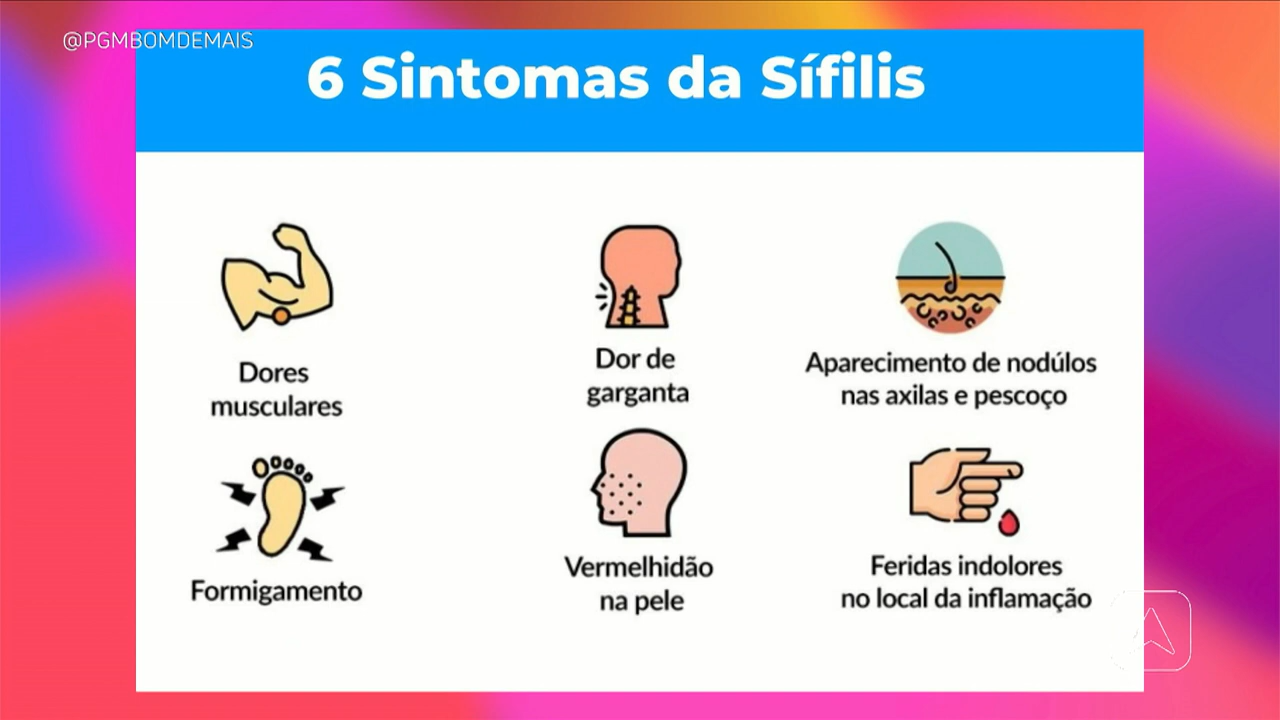 @PGMBOMDEMAIS
6 Sintomas da Sífilis
Dores
musculares
Dor de
garganta
Aparecimento de nodúlos
nas axilas e pescoço
Formigamento
Vermelhidão
na pele
Feridas indolores
no local da inflamação